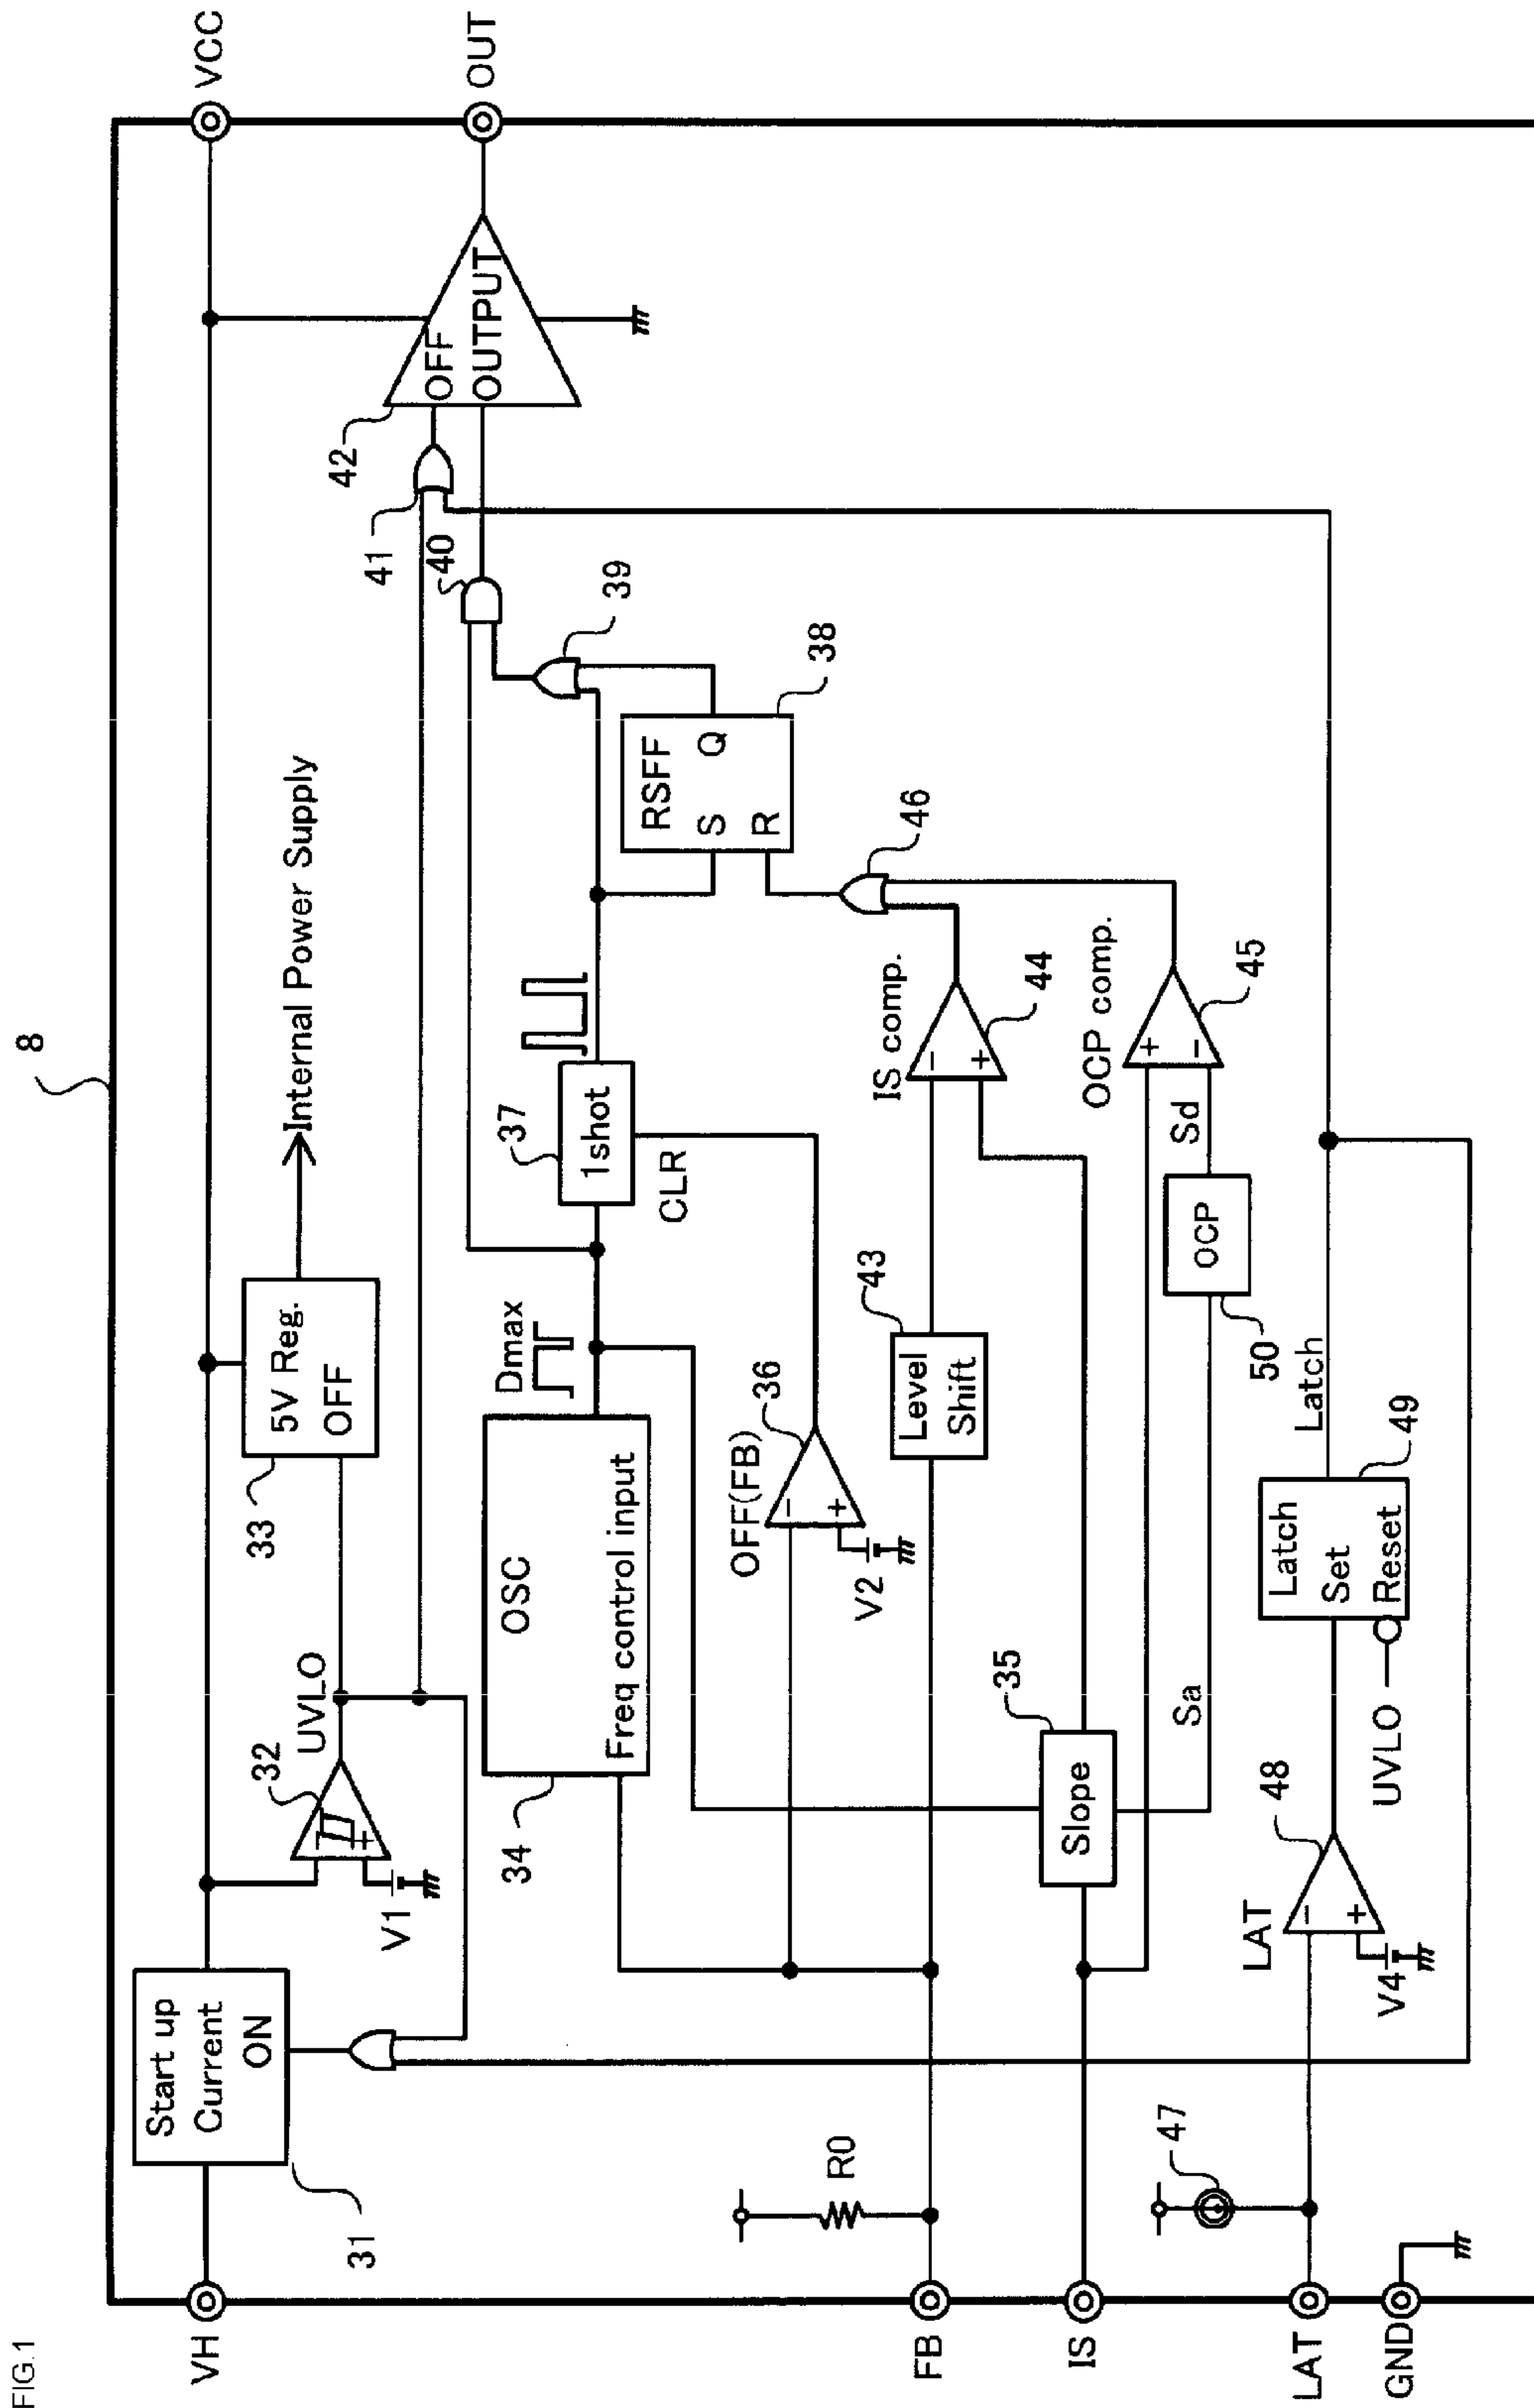 FIG.1
8
VH
Start up
Current
ON
31
32
UVLO
V1
5V Reg.
OFF
33
Internal Power Supply
VCC
OSC
Freq control input
34
Dmax
37
1shot
CLR
RSFF
S
Q
R
38
39
40
41
42
OFF
OUTPUT
OUT
OFF(FB)
36
-
+
V2
43
Level
Shift
IS comp.
-
+
44
46
R0
FB
35
Slope
IS
OCP comp.
+
-
45
Sa
OCP
50
Sd
47
LAT
LAT
-
+
48
V4
Latch
Set
Reset
49
UVLO
Latch
GND